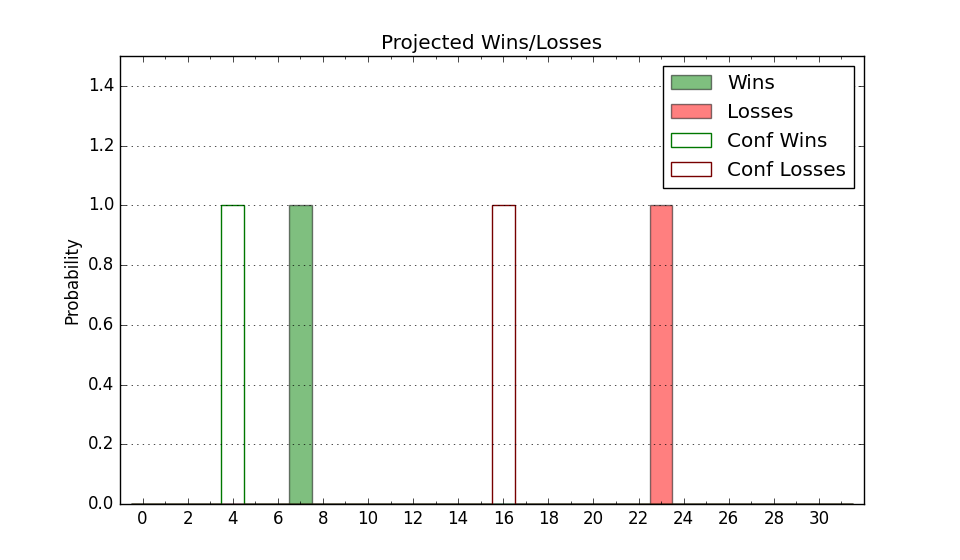 Projected Wins/Losses
Wins
Losses
Conf Wins
Conf Losses
Probability
1.4
1.2
1.0
0.8
0.6
0.4
0.2
0.0
0 2 4 6 8 10 12 14 16 18 20 22 24 26 28 30